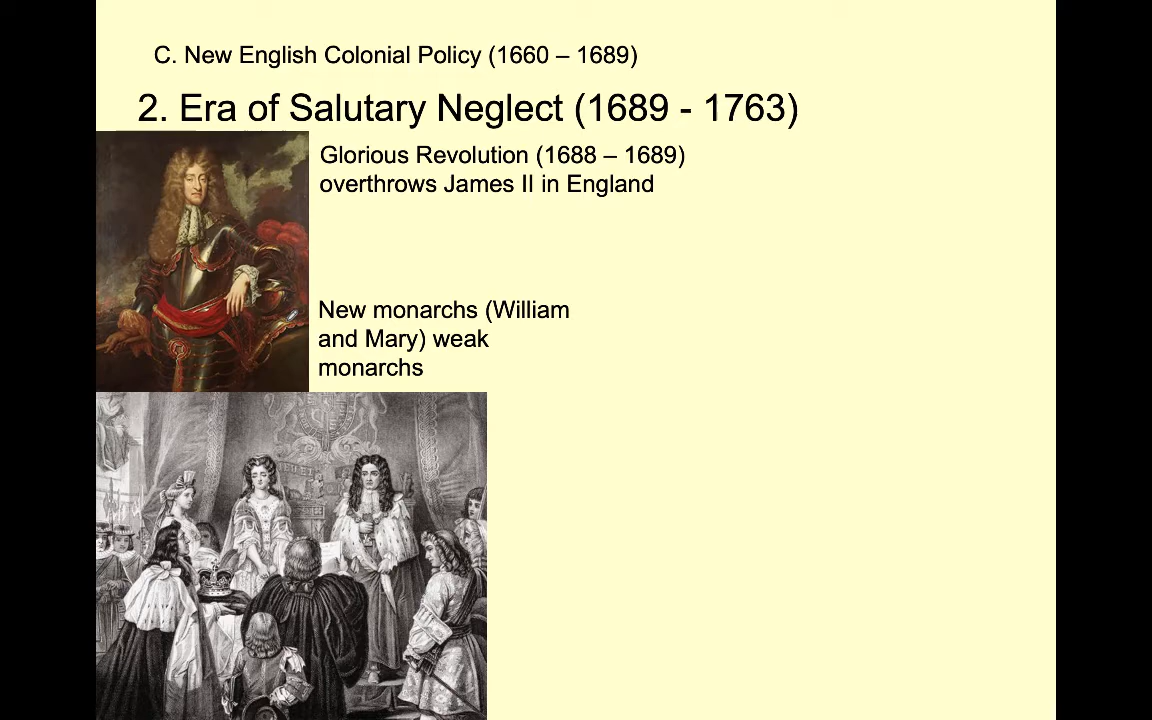 C. New English Colonial Policy (1660 – 1689)
2. Era of Salutary Neglect (1689 - 1763)
Glorious Revolution (1688 – 1689)
overthrows James II in England
New monarchs (William
and Mary) weak
monarchs